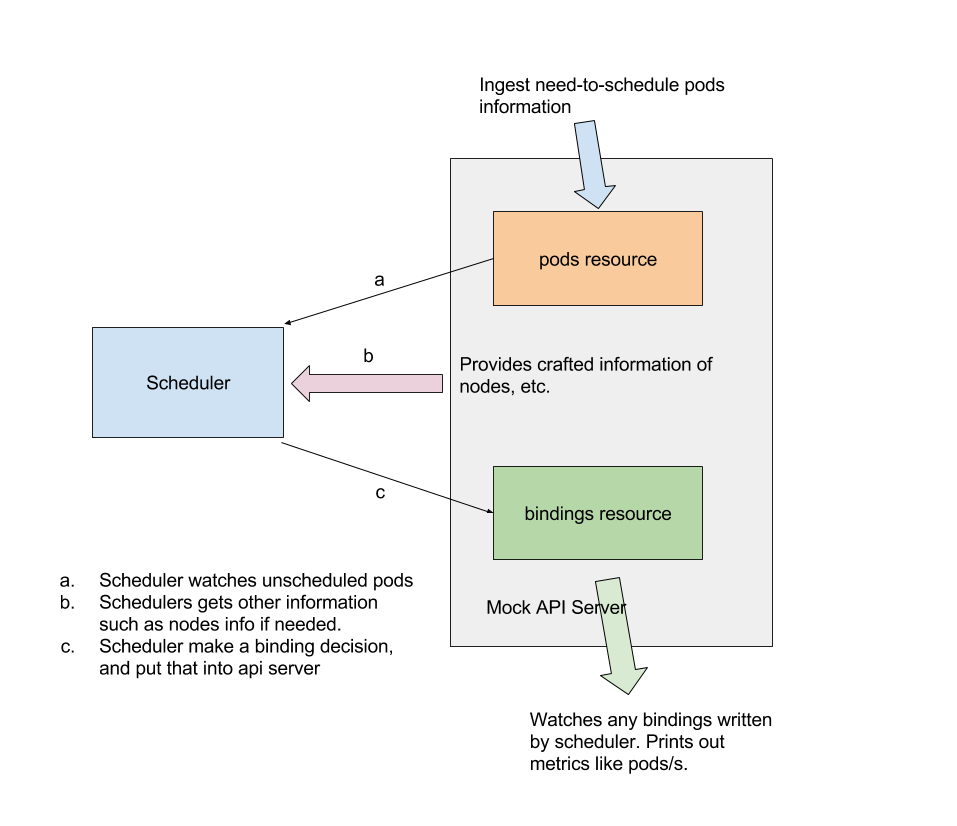 Ingest need-to-schedule pods
information
pods resource
a
b
Provides crafted information of
nodes, etc.
Scheduler
c
bindings resource
Mock API Server
a. Scheduler watches unscheduled pods
b. Schedulers gets other information
such as nodes info if needed.
c. Scheduler make a binding decision,
and put that into api server
Watches any bindings written
by scheduler. Prints out
metrics like pods/s.